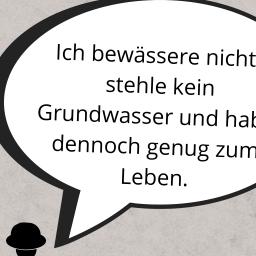 Ich bewässere nicht
stehle kein
Grundwasser und hab
dennoch genug zum
Leben.